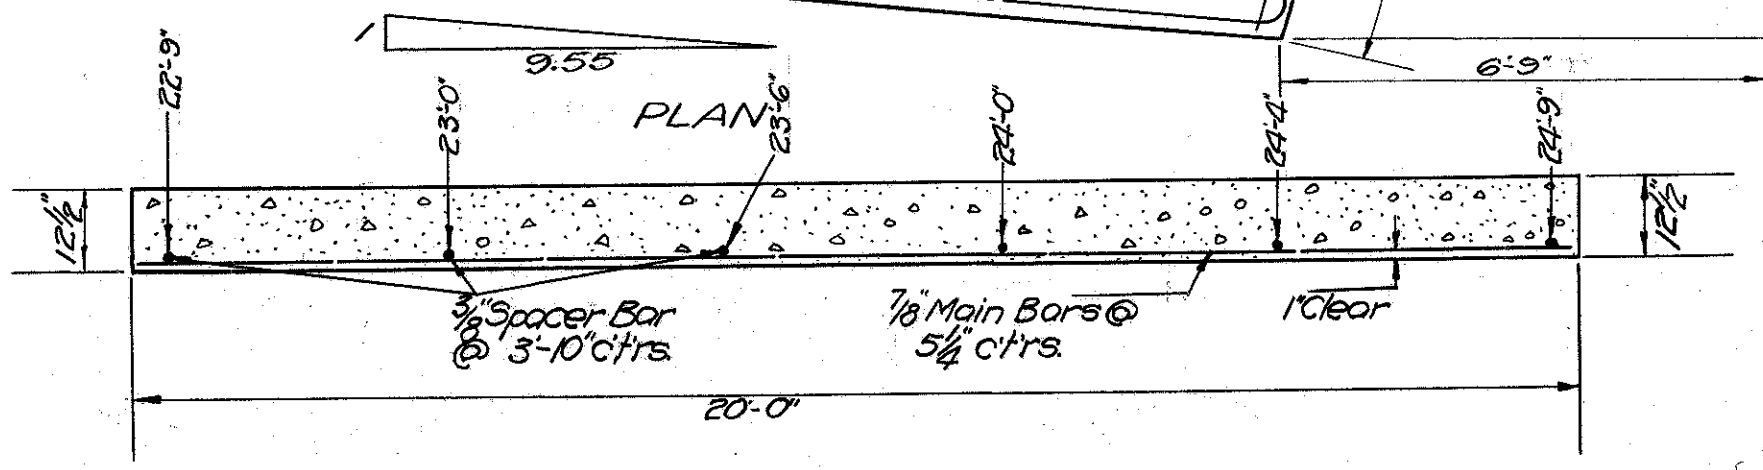 1
9.55
6'-9"
PLAN
22'-9"
23'-0"
23'-6"
24'-0"
24'-4"
24'-9"
12½"
12½"
⅜" Spacer Bar
@ 3'-10" c't'rs.
⅞" Main Bars @
5¼" c't'rs.
1" Clear
20'-0"